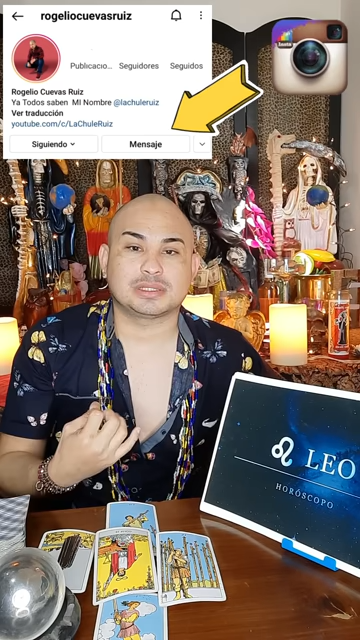 rogeliocuevasruiz
Publicacio... Seguidores Seguidos
Rogelio Cuevas Ruiz
Ya Todos saben MI Nombre @lachuleruiz
Ver traducción
youtube.com/c/LaChuleRuiz
Siguiendo Mensaje
Insta
LEO
HORÓSCOPO